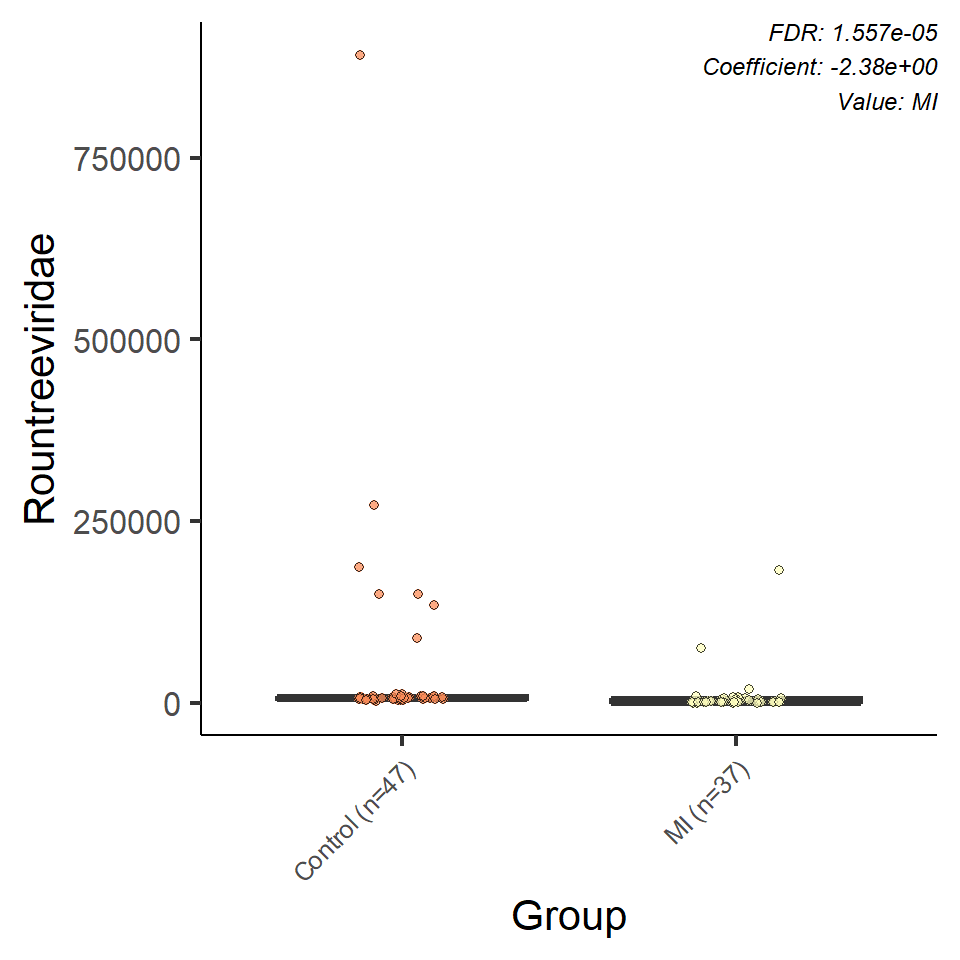 FDR: 1.557e-05
Coefficient: -2.38e+00
Value: MI
Rountreeviridae
750000
500000
250000
0
Control (n=47)
MI (n=37)
Group